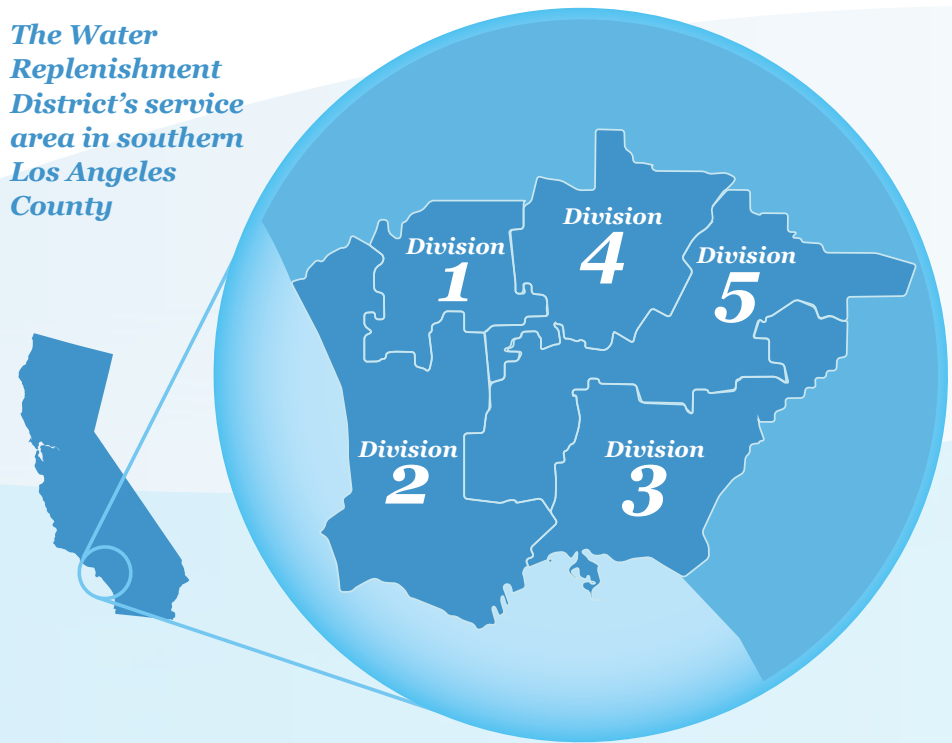 The Water
Replenishment
District’s service
area in southern
Los Angeles
County
Division
4
Division
1
Division
5
Division
2
Division
3